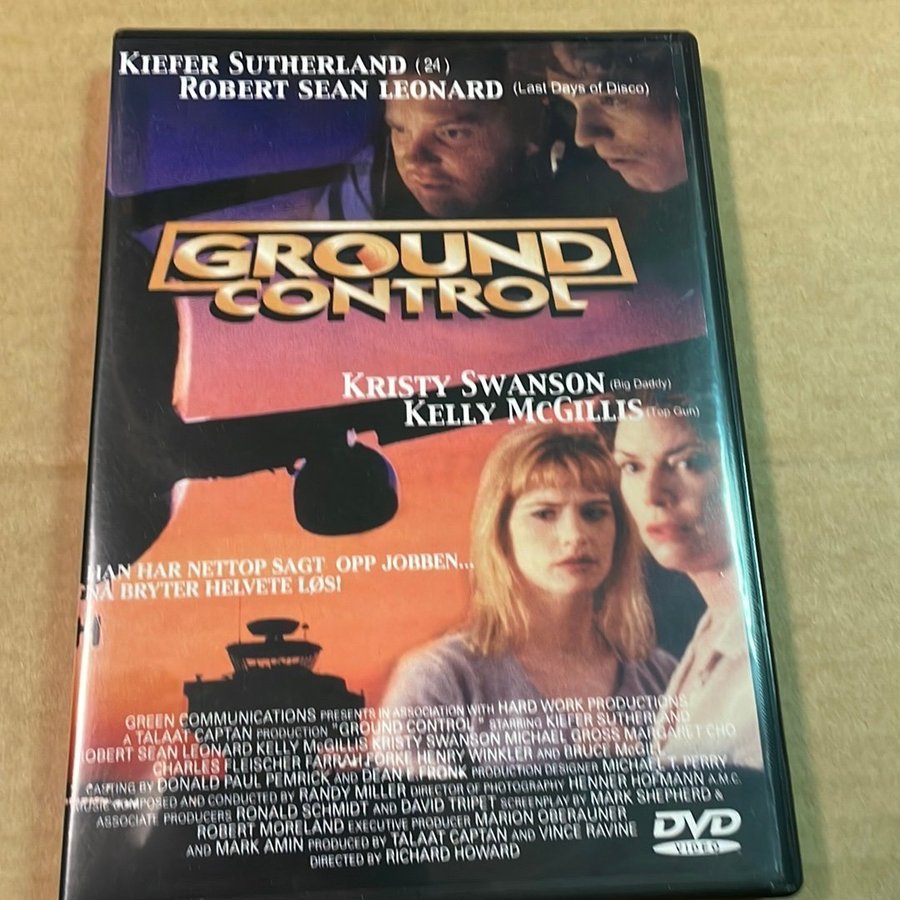 KIEFER SUTHERLAND (24)
ROBERT SEAN LEONARD (Last Days of Disco)
GROUND
CONTROL
KRISTY SWANSON (Big Daddy)
KELLY MCGILLIS (Top Gun)
HAN HAR NETTOP SAGT OPP JOBBEN...
NÅ BRYTER HELVETE LØS!
GREEN COMMUNICATIONS PRESENTS IN ASSOCIATION WITH HARD WORK PRODUCTIONS
A TALAAT CAPTAN PRODUCTION "GROUND CONTROL" STARRING KIEFER SUTHERLAND
ROBERT SEAN LEONARD KELLY McGILLIS KRISTY SWANSON MICHAEL GROSS MARGARET CHO
CHARLES FLEISCHER FARRAH FORKE HENRY WINKLER AND BRUCE McGILL
CASTING BY DONALD PAUL PEMRICK AND DEAN E. FRONK PRODUCTION DESIGNER MICHAEL T. PERRY
MUSIC COMPOSED AND CONDUCTED BY RANDY MILLER DIRECTOR OF PHOTOGRAPHY HENNER HOFMANN A.M.C.
ASSOCIATE PRODUCERS RONALD SCHMIDT AND DAVID TRIPET SCREENPLAY BY MARK SHEPHERD &
ROBERT MORELAND EXECUTIVE PRODUCER MARION OBERAUNER
AND MARK AMIN PRODUCED BY TALAAT CAPTAN AND VINCE RAVINE
DIRECTED BY RICHARD HOWARD
DVD
VIDEO